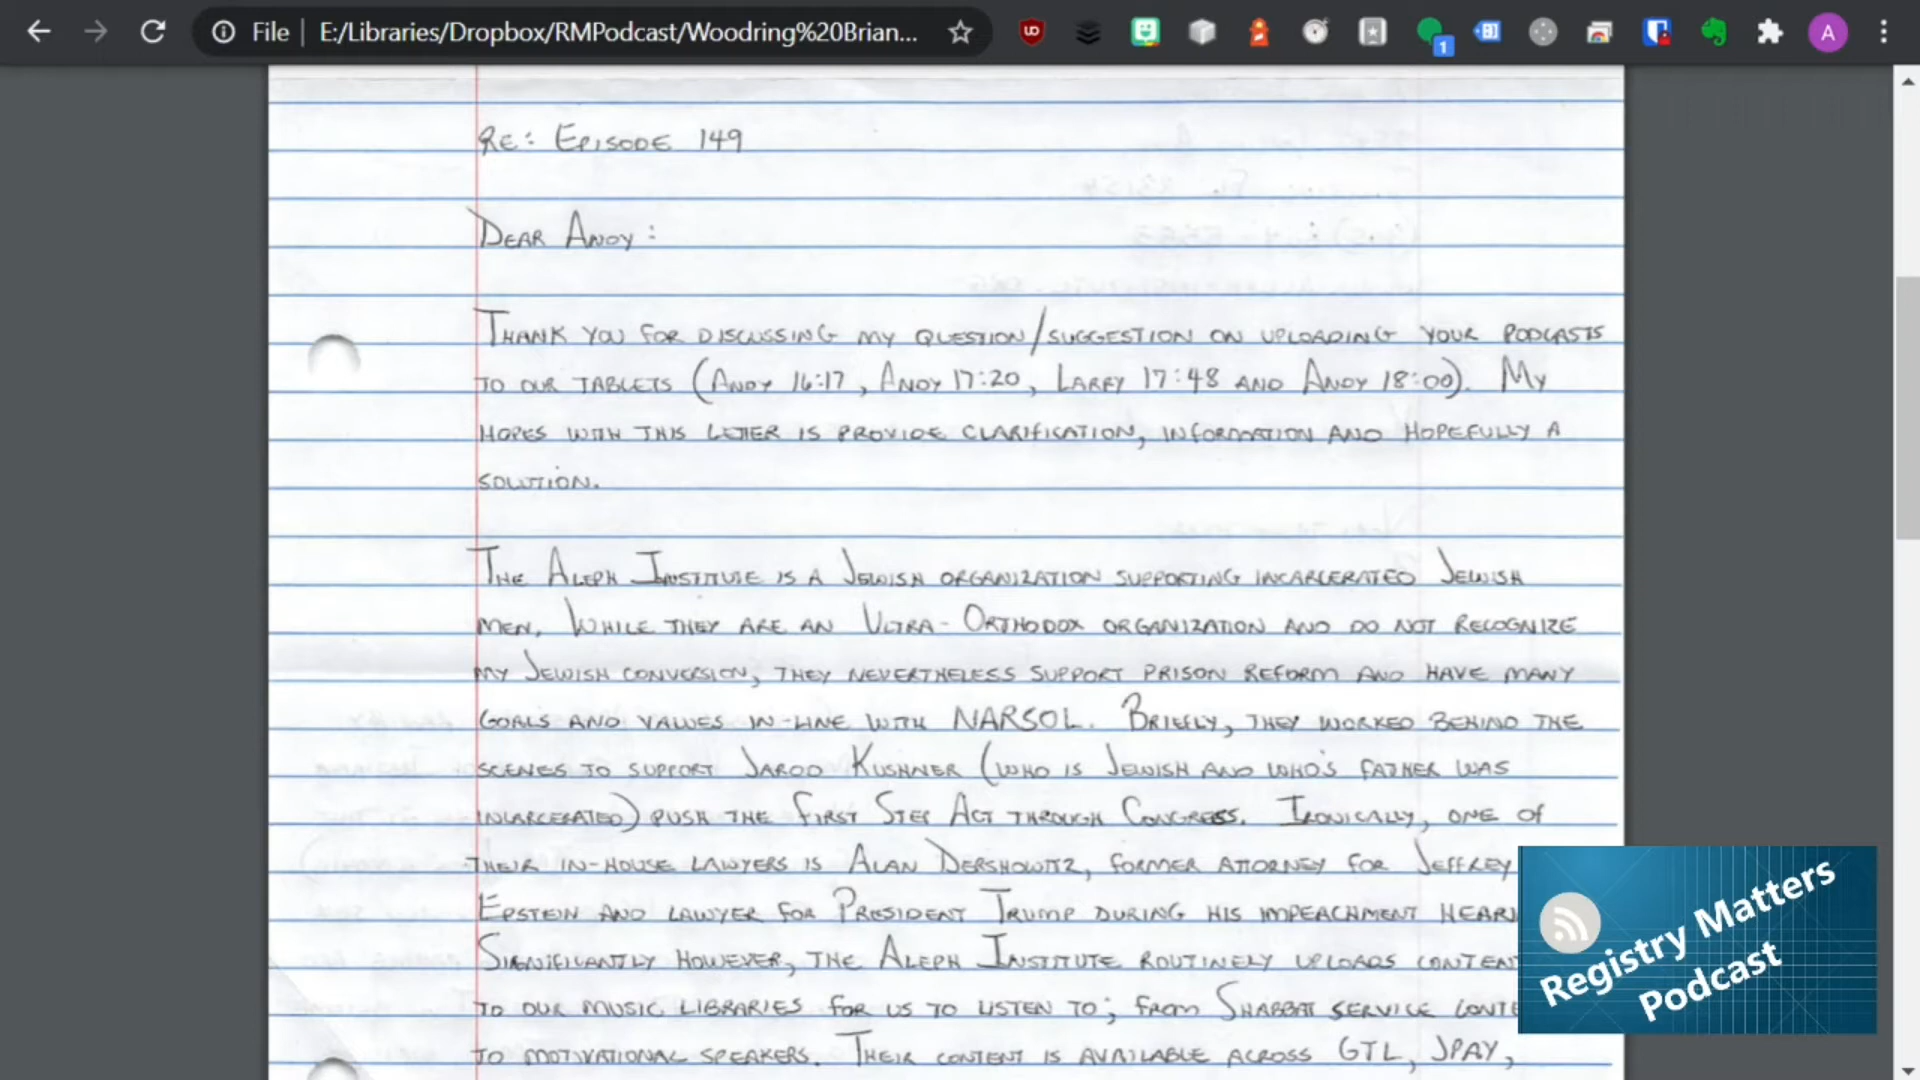 File
E:/Libraries/Dropbox/RMPodcast/Woodring%20Brian...
UD
1
A
RE: EPISODE 149
DEAR ANDY:
THANK YOU FOR DISCUSSING MY QUESTION/SUGGESTION ON UPLOADING YOUR PODCASTS
TO OUR TABLETS (ANDY 16:17, ANDY 17:20, LARRY 17:48 AND ANDY 18:00). MY
HOPES WITH THIS LETTER IS PROVIDE CLARIFICATION, INFORMATION AND HOPEFULLY A
SOLUTION.
THE ALEPH INSTITUTE IS A JEWISH ORGANIZATION SUPPORTING INCARCERATED JEWISH
MEN. WHILE THEY ARE AN ULTRA-ORTHODOX ORGANIZATION AND DO NOT RECOGNIZE
MY JEWISH CONVERSION, THEY NEVERTHELESS SUPPORT PRISON REFORM AND HAVE MANY
GOALS AND VALUES IN-LINE WITH NARSOL. BRIEFLY, THEY WORKED BEHIND THE
SCENES TO SUPPORT JAROD KUSHNER (WHO IS JEWISH AND WHO'S FATHER WAS
INCARCERATED) PUSH THE FIRST STEP ACT THROUGH CONGRESS. IRONICALLY, ONE OF
THEIR IN-HOUSE LAWYERS IS ALAN DERSHOWITZ, FORMER ATTORNEY FOR JEFFREY
EPSTEIN AND LAWYER FOR PRESIDENT TRUMP DURING HIS IMPEACHMENT
SIGNIFICANTLY HOWEVER, THE ALEPH INSTITUTE ROUTINELY UPLOADS
TO OUR MUSIC LIBRARIES FOR US TO LISTEN TO; FROM SHABBAT SERVICE
TO MOTIVATIONAL SPEAKERS. THEIR CONTENT IS AVAILABLE ACROSS GTL, JPAY,
Registry Matters
Podcast